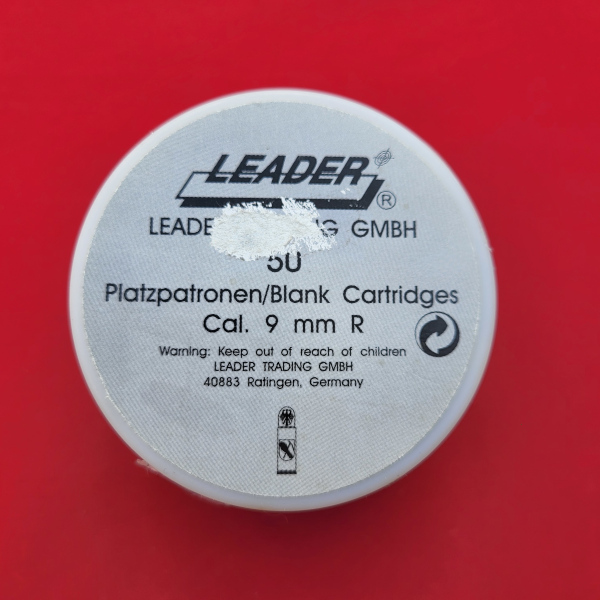 LEADER ®
GMBH
50
Platzpatronen/Blank Cartridges
Cal. 9 mm R
Warning: Keep out of reach of children
LEADER TRADING GMBH
40883 Ratingen, Germany